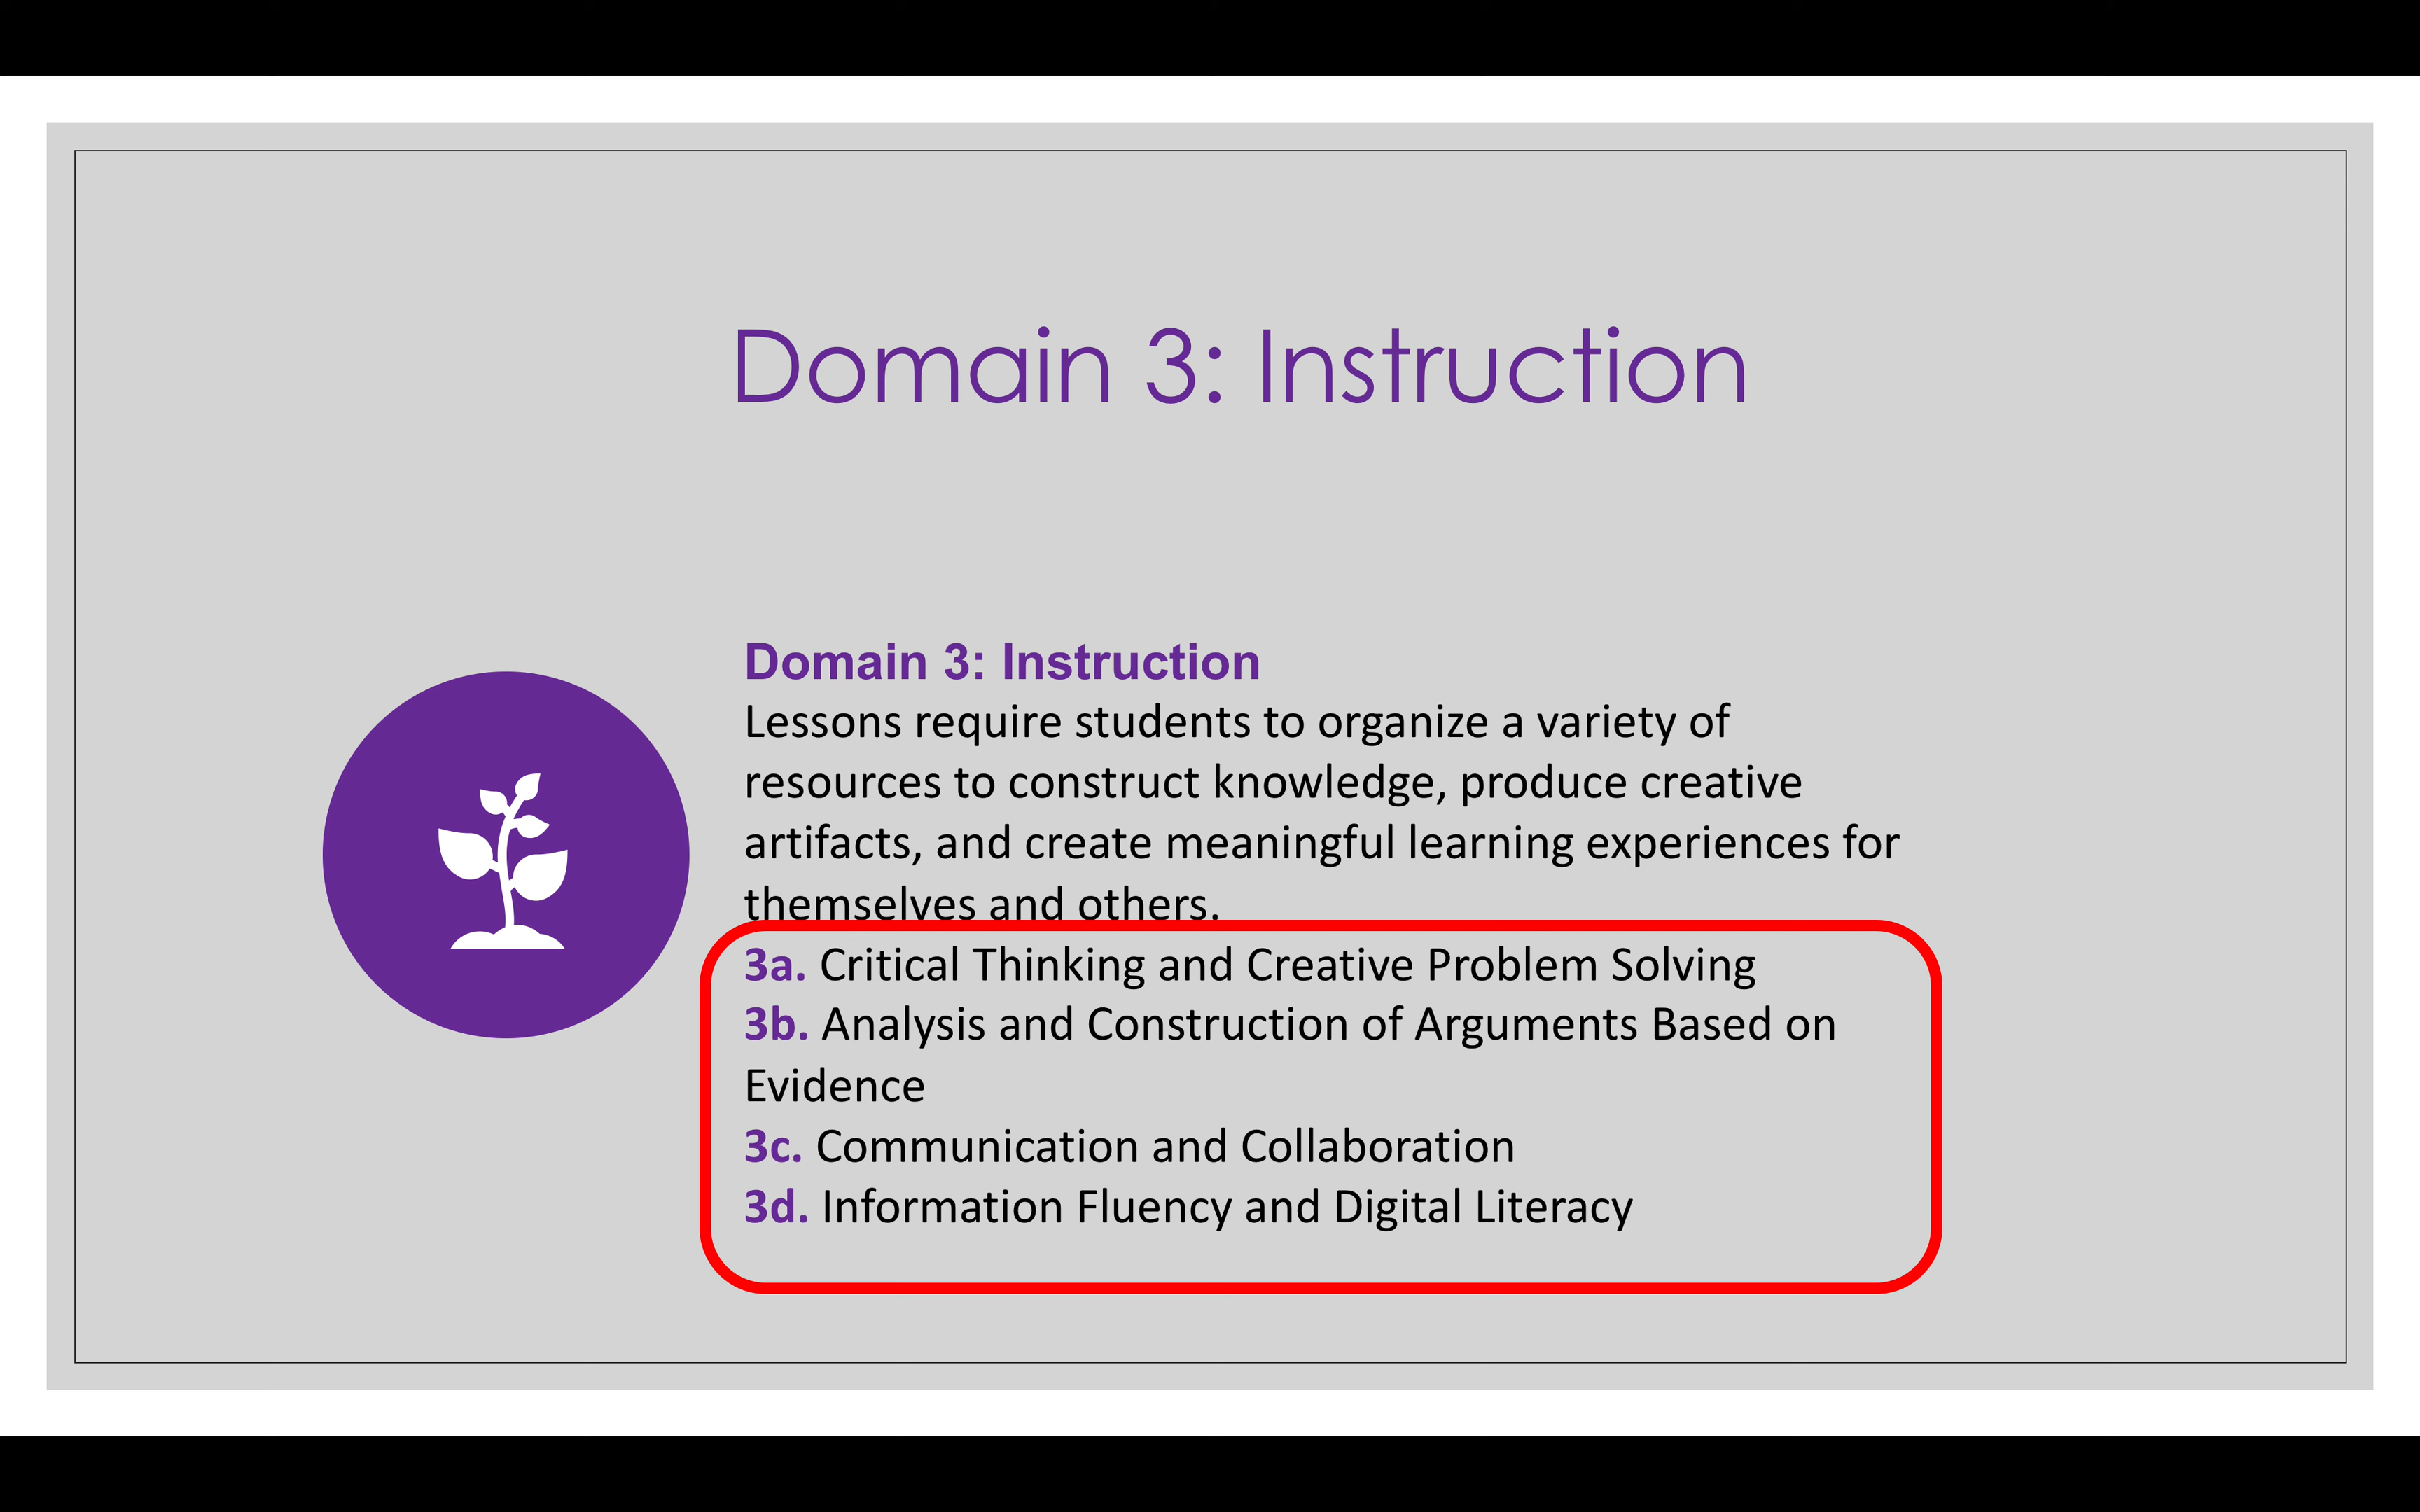 Domain 3: Instruction
Domain 3: Instruction
Lessons require students to organize a variety of
resources to construct knowledge, produce creative
artifacts, and create meaningful learning experiences for
themselves and others.
3a. Critical Thinking and Creative Problem Solving
3b. Analysis and Construction of Arguments Based on
Evidence
3c. Communication and Collaboration
3d. Information Fluency and Digital Literacy